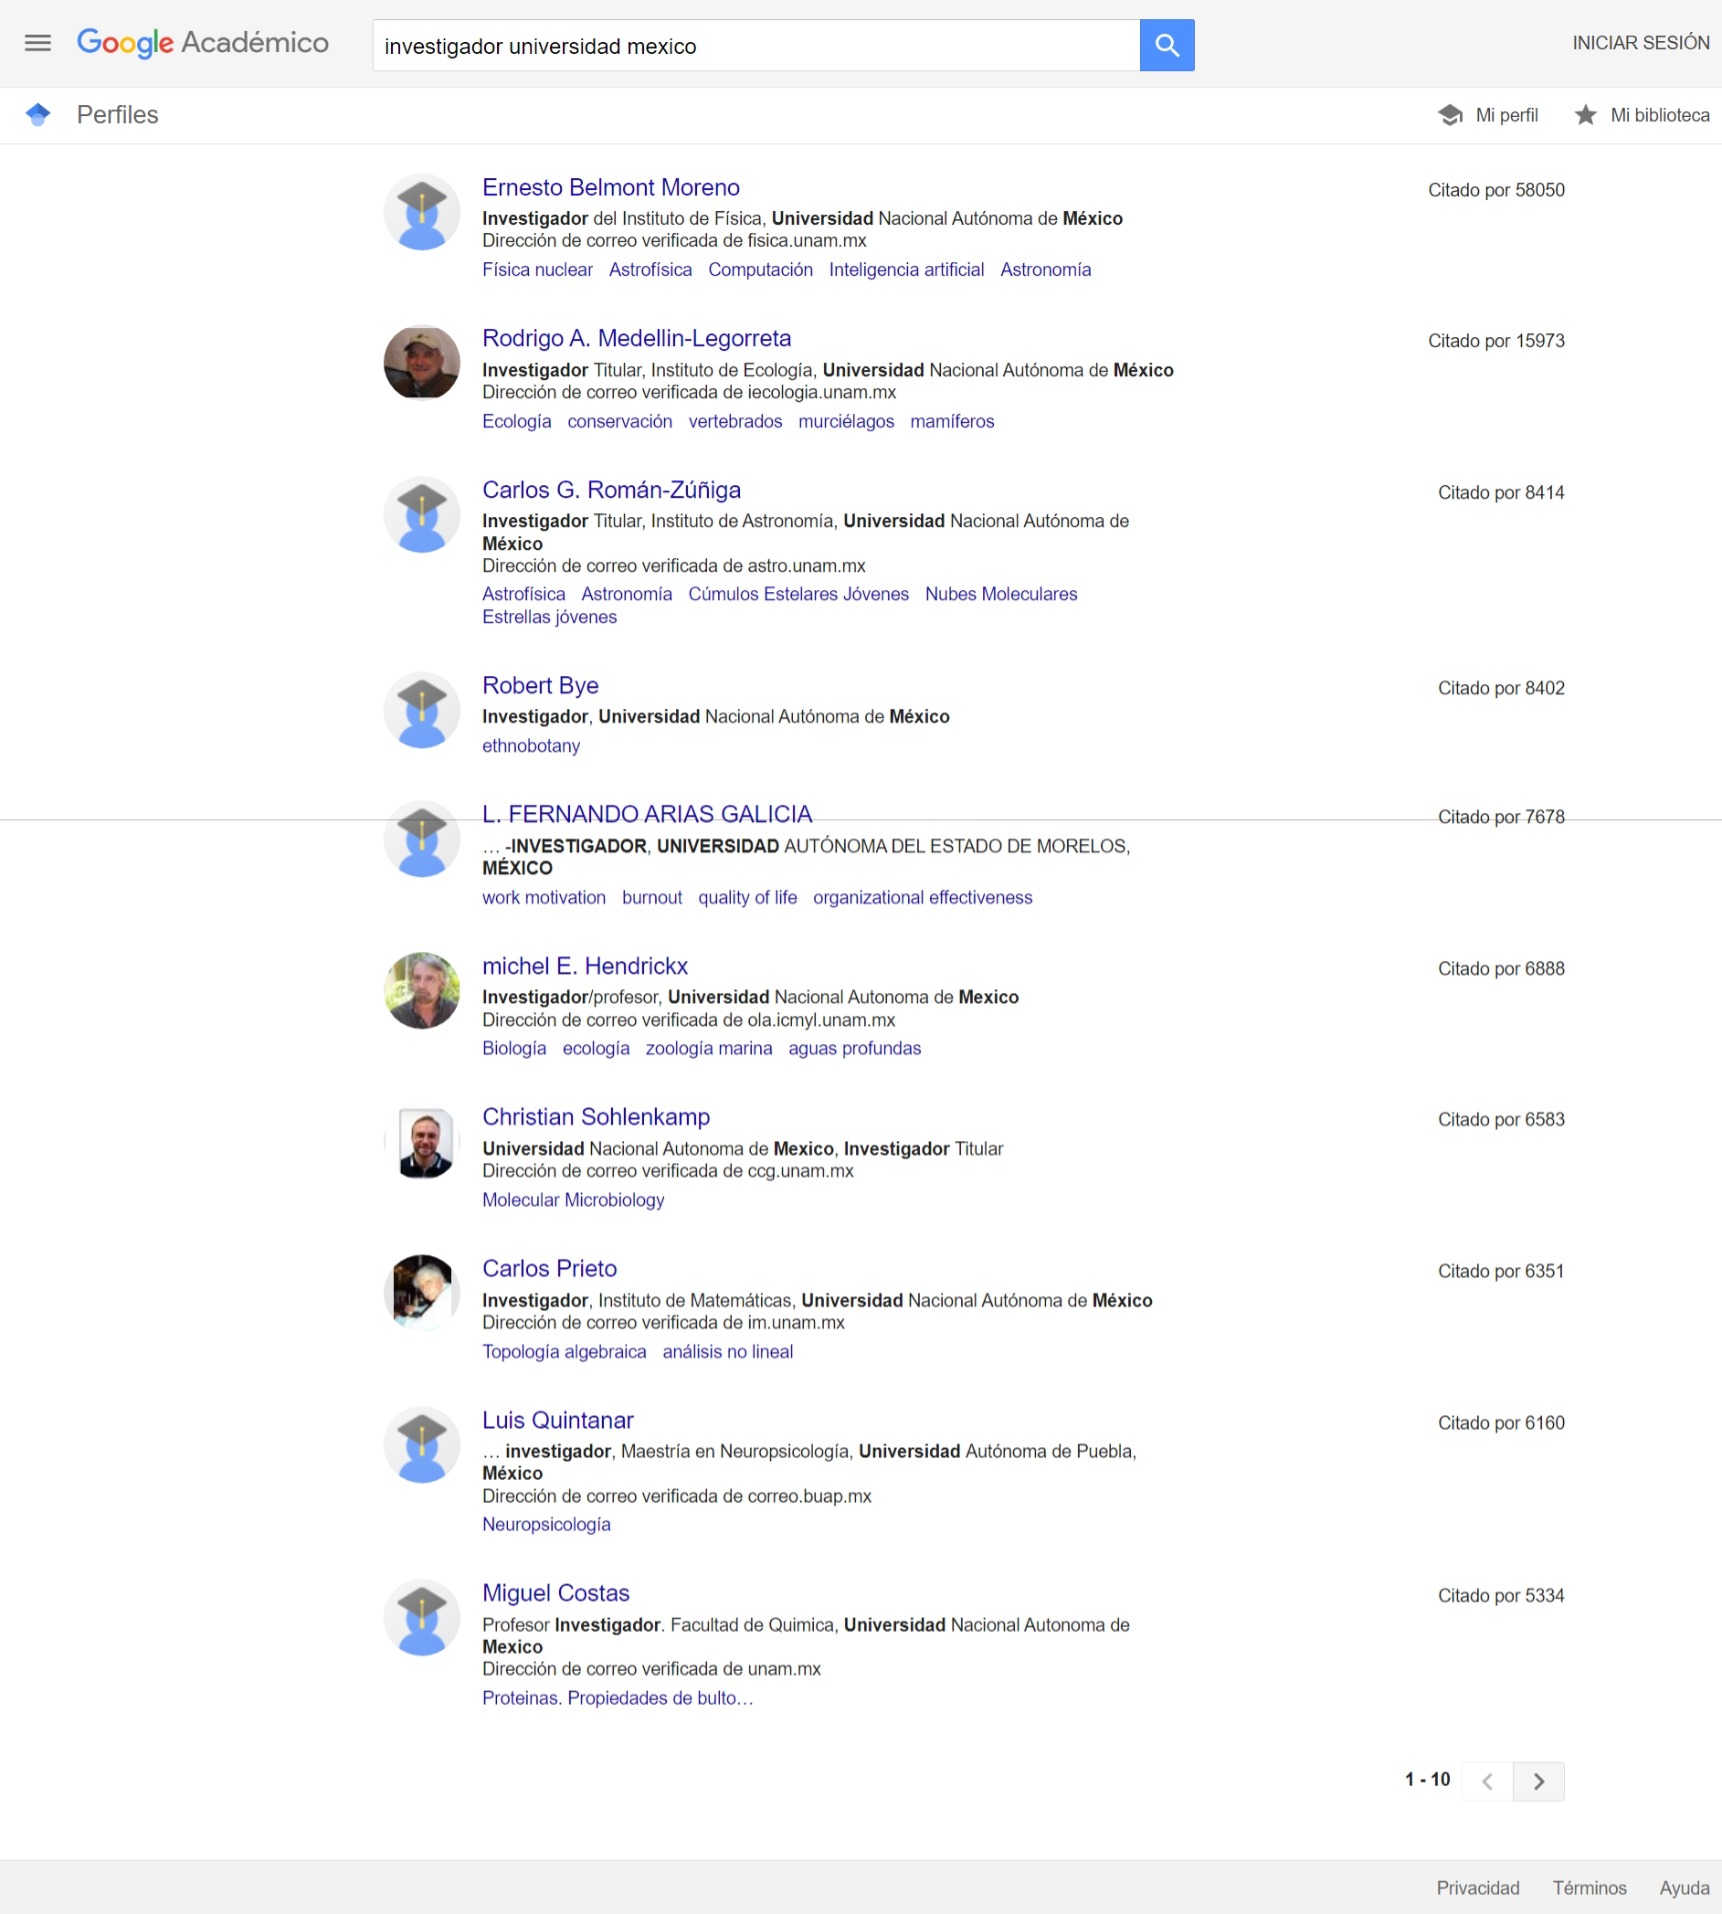 Google Académico
investigador universidad mexico
INICIAR SESIÓN
Perfiles
Mi perfil
Mi biblioteca
Ernesto Belmont Moreno
Citado por 58050
Investigador del Instituto de Física, Universidad Nacional Autónoma de México
Dirección de correo verificada de fisica.unam.mx
Física nuclear Astrofísica Computación Inteligencia artificial Astronomía
Rodrigo A. Medellin-Legorreta
Citado por 15973
Investigador Titular, Instituto de Ecología, Universidad Nacional Autónoma de México
Dirección de correo verificada de iecologia.unam.mx
Ecología conservación vertebrados murciélagos mamíferos
Carlos G. Román-Zúñiga
Citado por 8414
Investigador Titular, Instituto de Astronomía, Universidad Nacional Autónoma de
México
Dirección de correo verificada de astro.unam.mx
Astrofísica Astronomía Cúmulos Estelares Jóvenes Nubes Moleculares
Estrellas jóvenes
Robert Bye
Citado por 8402
Investigador, Universidad Nacional Autónoma de México
ethnobotany
L. FERNANDO ARIAS GALICIA
Citado por 7678
… -INVESTIGADOR, UNIVERSIDAD AUTÓNOMA DEL ESTADO DE MORELOS,
MÉXICO
work motivation burnout quality of life organizational effectiveness
michel E. Hendrickx
Citado por 6888
Investigador/profesor, Universidad Nacional Autonoma de Mexico
Dirección de correo verificada de ola.icmyl.unam.mx
Biología ecología zoología marina aguas profundas
Christian Sohlenkamp
Citado por 6583
Universidad Nacional Autonoma de Mexico, Investigador Titular
Dirección de correo verificada de ccg.unam.mx
Molecular Microbiology
Carlos Prieto
Citado por 6351
Investigador, Instituto de Matemáticas, Universidad Nacional Autónoma de México
Dirección de correo verificada de im.unam.mx
Topología algebraica análisis no lineal
Luis Quintanar
Citado por 6160
… investigador, Maestría en Neuropsicología, Universidad Autónoma de Puebla,
México
Dirección de correo verificada de correo.buap.mx
Neuropsicología
Miguel Costas
Citado por 5334
Profesor Investigador. Facultad de Quimica, Universidad Nacional Autonoma de
Mexico
Dirección de correo verificada de unam.mx
Proteinas. Propiedades de bulto…
1 - 10
Privacidad Términos Ayuda